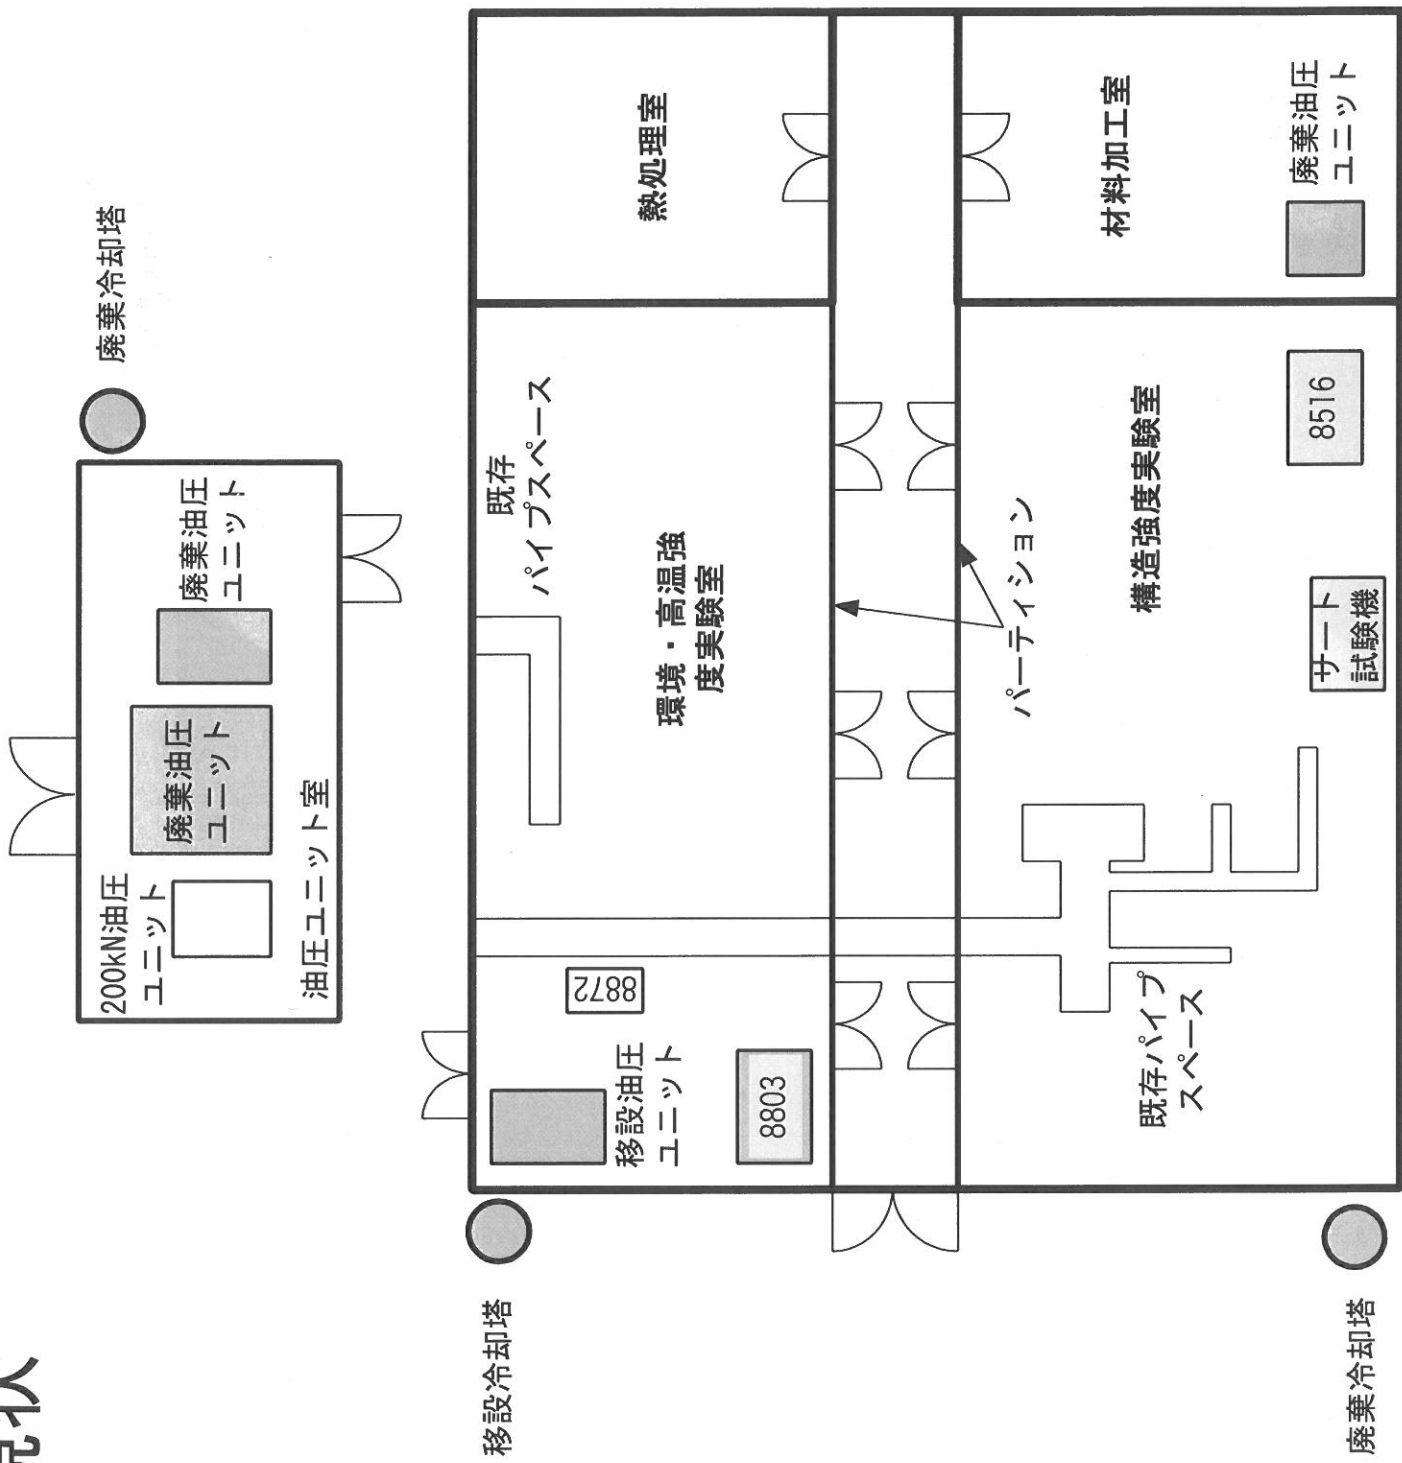 現状
廃棄冷却塔
200kN油圧
ユニット
廃棄油圧
ユニット
廃棄油圧
ユニット
油圧ユニット室
移設冷却塔
移設油圧
ユニット
8872
8803
既存
パイプスペース
環境・高温強
度実験室
熱処理室
パーティション
既存パイプ
スペース
構造強度実験室
サート
試験機
8516
材料加工室
廃棄油圧
ユニット
廃棄冷却塔